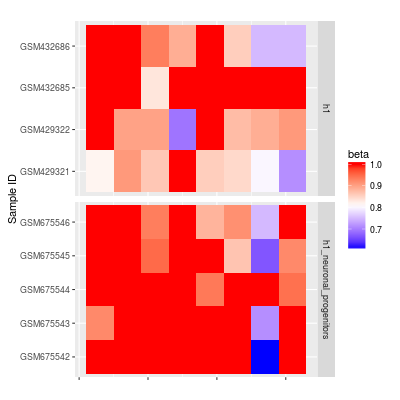 GSM432686
GSM432685
GSM429322
GSM429321
h1
GSM675546
GSM675545
GSM675544
GSM675543
GSM675542
h1_neuronal_progenitors
Sample ID
beta
1.0
0.9
0.8
0.7